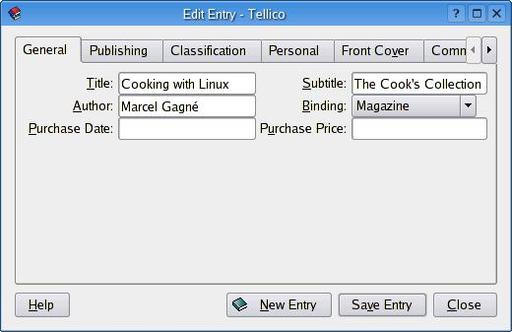 Edit Entry - Tellico
General Publishing Classification Personal Front Cover Comm
Title: Cooking with Linux Subtitle: The Cook's Collection
Author: Marcel Gagné Binding: Magazine
Purchase Date: Purchase Price:
Help New Entry Save Entry Close